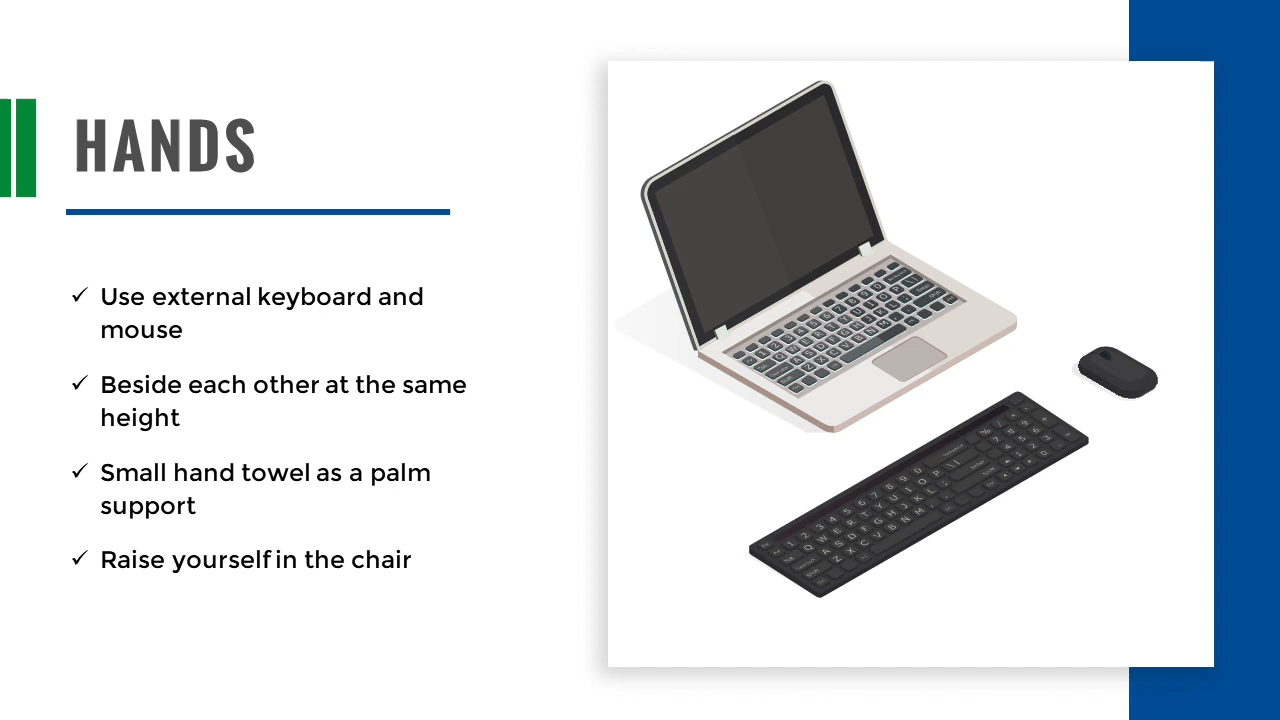 HANDS
✓ Use external keyboard and
mouse
✓ Beside each other at the same
height
✓ Small hand towel as a palm
support
✓ Raise yourself in the chair